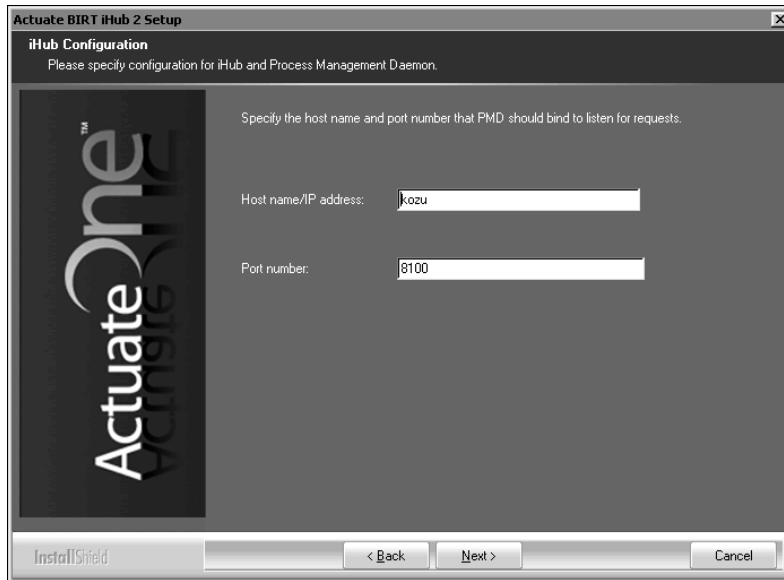 Actuate BIRT iHub 2 Setup
iHub Configuration
Please specify configuration for iHub and Process Management Daemon.
Specify the host name and port number that PMD should bind to listen for requests.
Host name/IP address:
kozu
Port number:
8100
ActuateOne™
InstallShield
< Back
Next >
Cancel